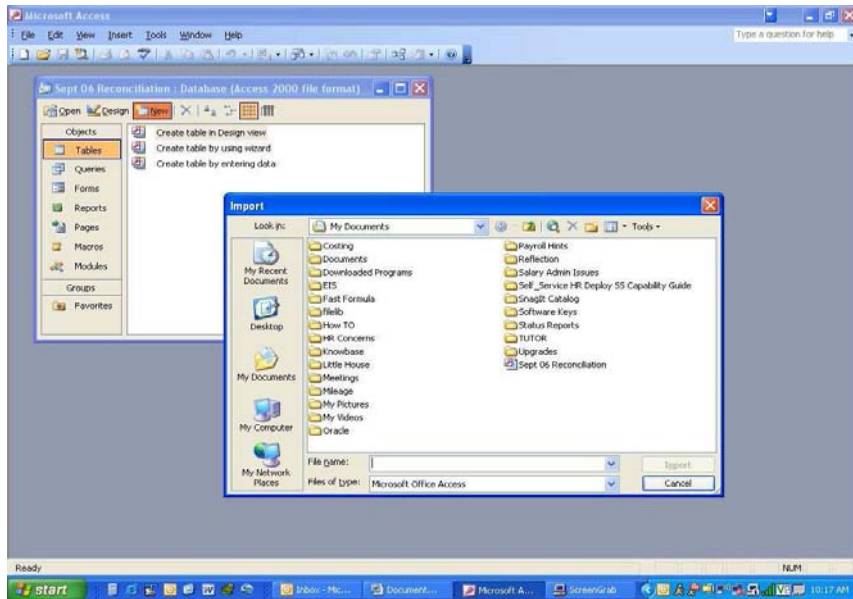 Microsoft Access
File Edit View Insert Tools Window Help
Type a question for help
Sept 06 Reconciliation : Database (Access 2000 file format)
Open Design New
Objects
Tables
Queries
Forms
Reports
Pages
Macros
Modules
Groups
Favorites
Create table in Design view
Create table by using wizard
Create table by entering data
Import
Look in: My Documents
Tools
My Recent Documents
Desktop
My Documents
My Computer
My Network Places
Costing
Documents
Downloaded Programs
EIS
Fast Formula
filelib
How TO
HR Concerns
Knowbase
Little House
Meetings
Mileage
My Pictures
My Videos
Oracle
Payroll Hints
Reflection
Salary Admin Issues
Self_Service HR Deploy SS Capability Guide
SnagIt Catalog
Software Keys
Status Reports
TUTOR
Upgrades
Sept 06 Reconciliation
File name:
Import
Files of type: Microsoft Office Access
Cancel
Ready
NUM
start
Inbox - Mic...
Document...
Microsoft A...
ScreenGrab
10:17 AM